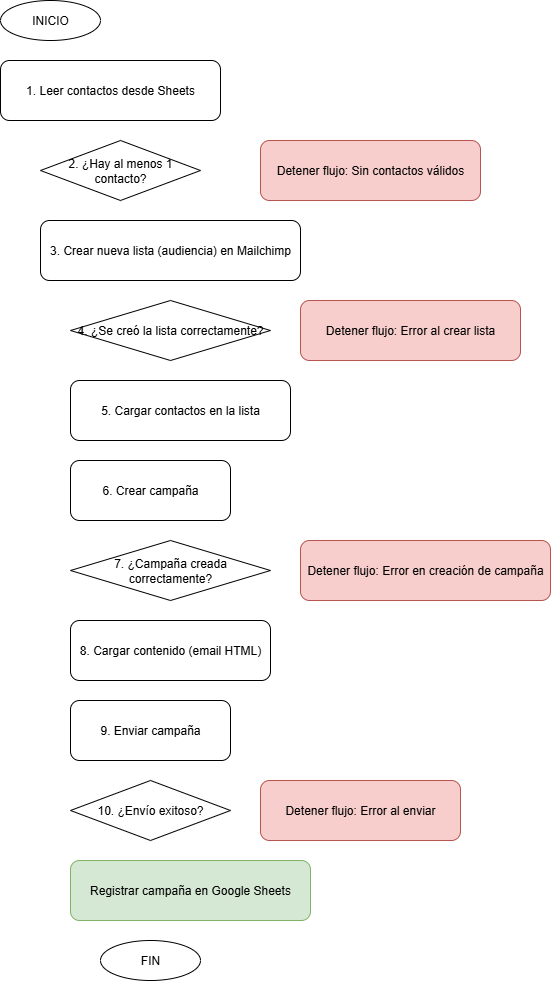 INICIO
1. Leer contactos desde Sheets
2. ¿Hay al menos 1
contacto?
Detener flujo: Sin contactos válidos
3. Crear nueva lista (audiencia) en Mailchimp
4. ¿Se creó la lista correctamente?
Detener flujo: Error al crear lista
5. Cargar contactos en la lista
6. Crear campaña
7. ¿Campaña creada
correctamente?
Detener flujo: Error en creación de campaña
8. Cargar contenido (email HTML)
9. Enviar campaña
10. ¿Envío exitoso?
Detener flujo: Error al enviar
Registrar campaña en Google Sheets
FIN